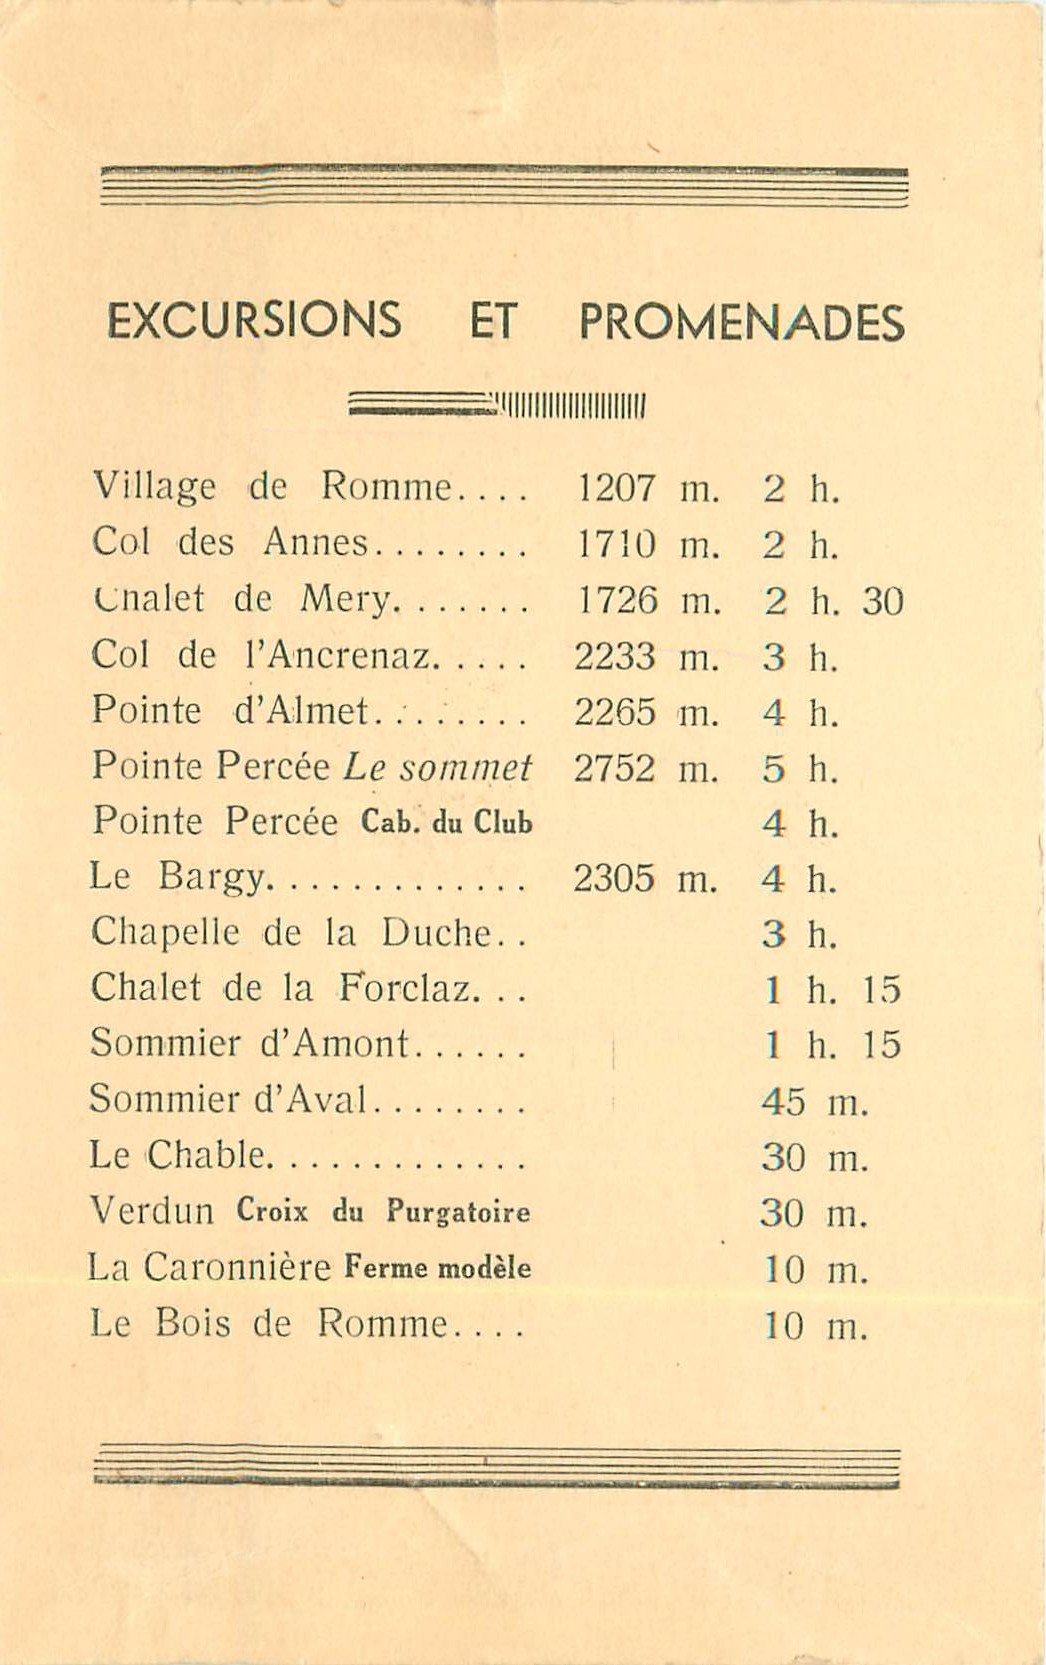 EXCURSIONS ET PROMENADES
Village de Romme.... 1207 m. 2 h.
Col des Annes........ 1710 m. 2 h.
Chalet de Mery....... 1726 m. 2 h. 30
Col de l'Ancrenaz..... 2233 m. 3 h.
Pointe d'Almet........ 2265 m. 4 h.
Pointe Percée Le sommet 2752 m. 5 h.
Pointe Percée Cab. du Club 4 h.
Le Bargy............. 2305 m. 4 h.
Chapelle de la Duche.. 3 h.
Chalet de la Forclaz... 1 h. 15
Sommier d'Amont...... 1 h. 15
Sommier d'Aval........ 45 m.
Le Chable............. 30 m.
Verdun Croix du Purgatoire 30 m.
La Caronnière Ferme modèle 10 m.
Le Bois de Romme.... 10 m.